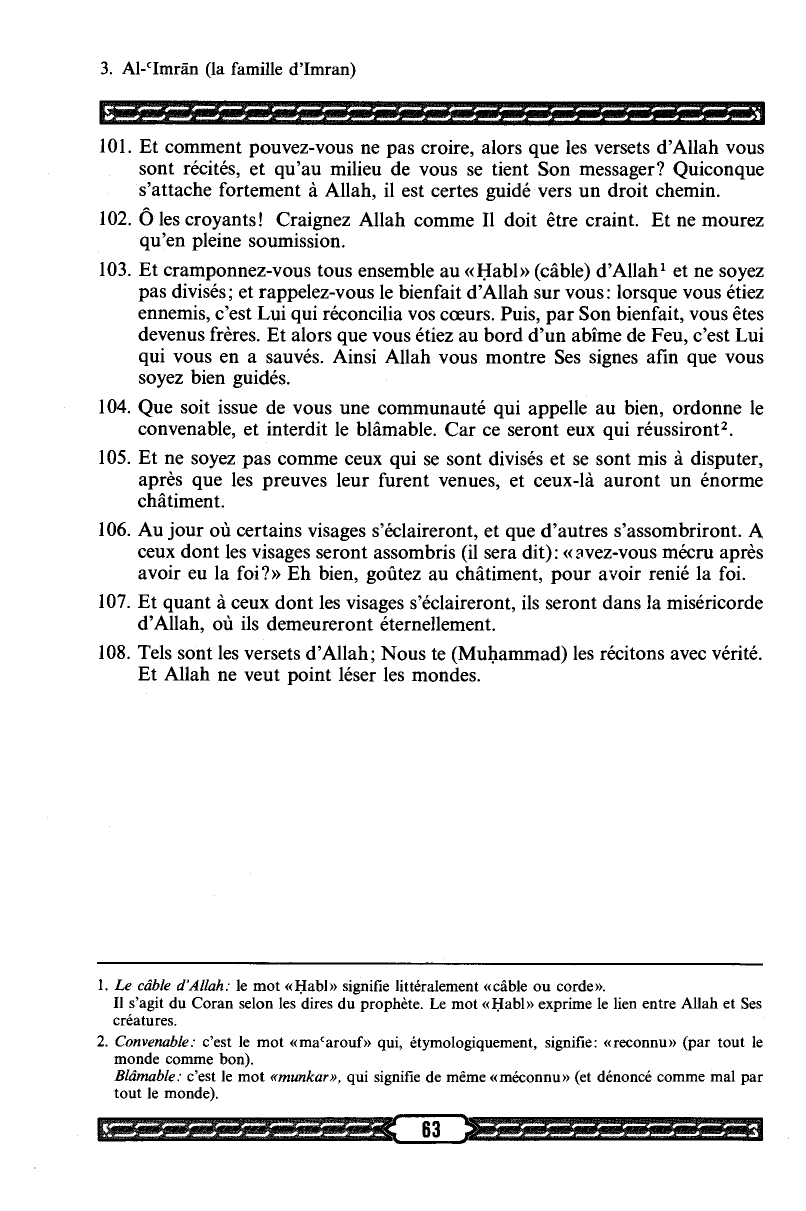 3. Al-ʿImrān (la famille d’Imran)
101. Et comment pouvez-vous ne pas croire, alors que les versets d’Allah vous
sont récités, et qu’au milieu de vous se tient Son messager? Quiconque
s’attache fortement à Allah, il est certes guidé vers un droit chemin.
102. Ô les croyants! Craignez Allah comme Il doit être craint. Et ne mourez
qu’en pleine soumission.
103. Et cramponnez-vous tous ensemble au «Ḥabl» (câble) d’Allah¹ et ne soyez
pas divisés; et rappelez-vous le bienfait d’Allah sur vous: lorsque vous étiez
ennemis, c’est Lui qui réconcilia vos cœurs. Puis, par Son bienfait, vous êtes
devenus frères. Et alors que vous étiez au bord d’un abîme de Feu, c’est Lui
qui vous en a sauvés. Ainsi Allah vous montre Ses signes afin que vous
soyez bien guidés.
104. Que soit issue de vous une communauté qui appelle au bien, ordonne le
convenable, et interdit le blâmable. Car ce seront eux qui réussiront².
105. Et ne soyez pas comme ceux qui se sont divisés et se sont mis à disputer,
après que les preuves leur furent venues, et ceux-là auront un énorme
châtiment.
106. Au jour où certains visages s’éclaireront, et que d’autres s’assombriront. A
ceux dont les visages seront assombris (il sera dit): «avez-vous mécru après
avoir eu la foi?» Eh bien, goûtez au châtiment, pour avoir renié la foi.
107. Et quant à ceux dont les visages s’éclaireront, ils seront dans la miséricorde
d’Allah, où ils demeureront éternellement.
108. Tels sont les versets d’Allah; Nous te (Muḥammad) les récitons avec vérité.
Et Allah ne veut point léser les mondes.
1. Le câble d’Allah: le mot «Ḥabl» signifie littéralement «câble ou corde».
Il s’agit du Coran selon les dires du prophète. Le mot «Ḥabl» exprime le lien entre Allah et Ses
créatures.
2. Convenable: c’est le mot «maʿarouf» qui, étymologiquement, signifie: «reconnu» (par tout le
monde comme bon).
Blâmable: c’est le mot «munkar», qui signifie de même «méconnu» (et dénoncé comme mal par
tout le monde).
63